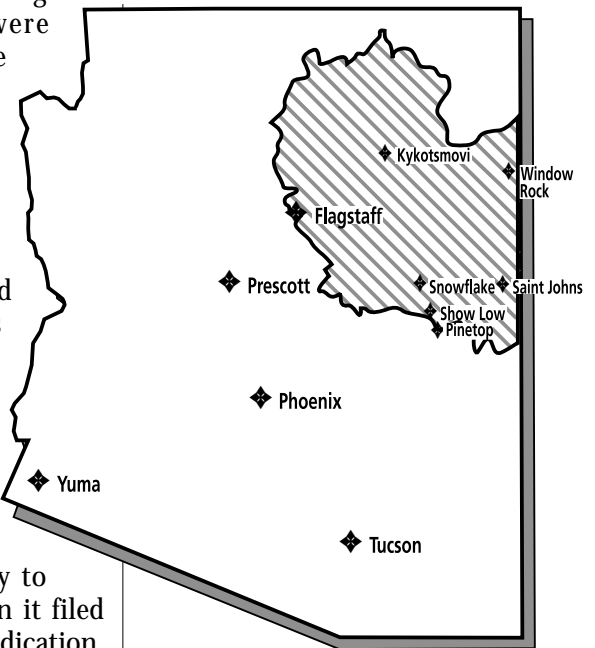 g
were
e
Kykotsmovi
Window
Rock
Flagstaff
d
Prescott
Snowflake
Saint Johns
s
Show Low
Pinetop
Phoenix
Yuma
Tucson
y to
n it filed
dication